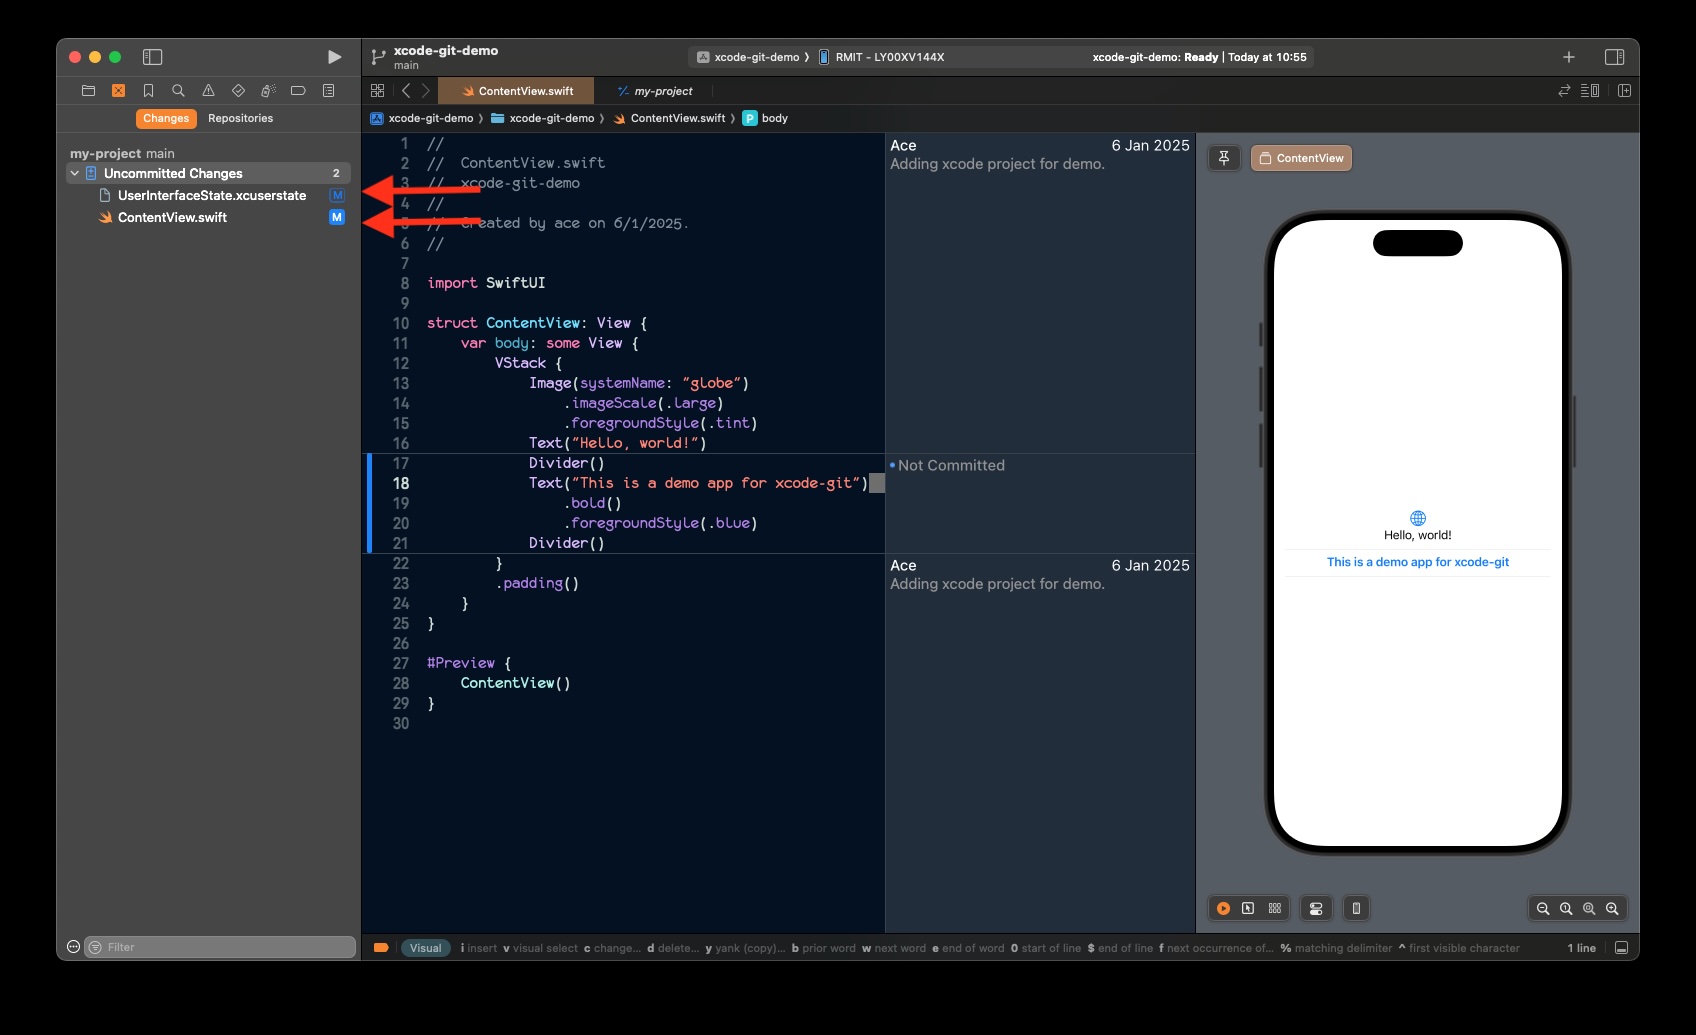 xcode-git-demo
main
xcode-git-demo
RMIT - LY00XV144X
xcode-git-demo: Ready | Today at 10:55
ContentView.swift
my-project
Changes
Repositories
xcode-git-demo
xcode-git-demo
ContentView.swift
P
body
my-project main
Uncommitted Changes
2
UserInterfaceState.xcuserstate
M
ContentView.swift
M
1 //
2 //  ContentView.swift
3 //  xcode-git-demo
4 //
5 //  Created by ace on 6/1/2025.
6 //
7
8 import SwiftUI
9
10 struct ContentView: View {
11     var body: some View {
12         VStack {
13             Image(systemName: "globe")
14                 .imageScale(.large)
15                 .foregroundStyle(.tint)
16             Text("Hello, world!")
17             Divider()
18             Text("This is a demo app for xcode-git")
19                 .bold()
20                 .foregroundStyle(.blue)
21             Divider()
22         }
23         .padding()
24     }
25 }
26
27 #Preview {
28     ContentView()
29 }
30
Ace
6 Jan 2025
Adding xcode project for demo.
Not Committed
Ace
6 Jan 2025
Adding xcode project for demo.
ContentView
Hello, world!
This is a demo app for xcode-git
Filter
Visual
i insert v visual select c change... d delete... y yank (copy)... b prior word w next word e end of word 0 start of line $ end of line f next occurrence of... % matching delimiter ^ first visible character
1 line